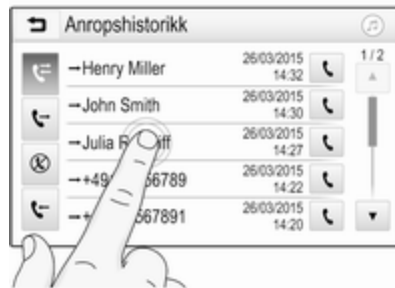 Anropshistorikk
1/2
→Henry Miller 26/03/2015 14:32
→John Smith 26/03/2015 14:30
→Julia 26/03/2015 14:27
26/03/2015 14:22
26/03/2015 14:20